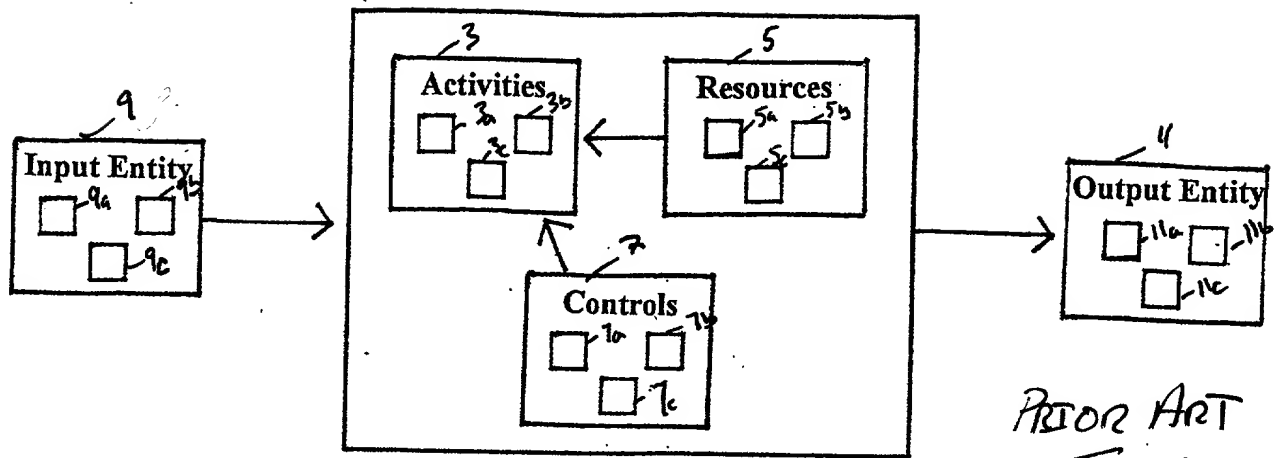 3
Activities
3a
3b
3c
5
Resources
5a
5b
5c
9
Input Entity
9a
9b
9c
7
Controls
7a
7b
7c
4
Output Entity
11a
11b
11c
PRIOR ART